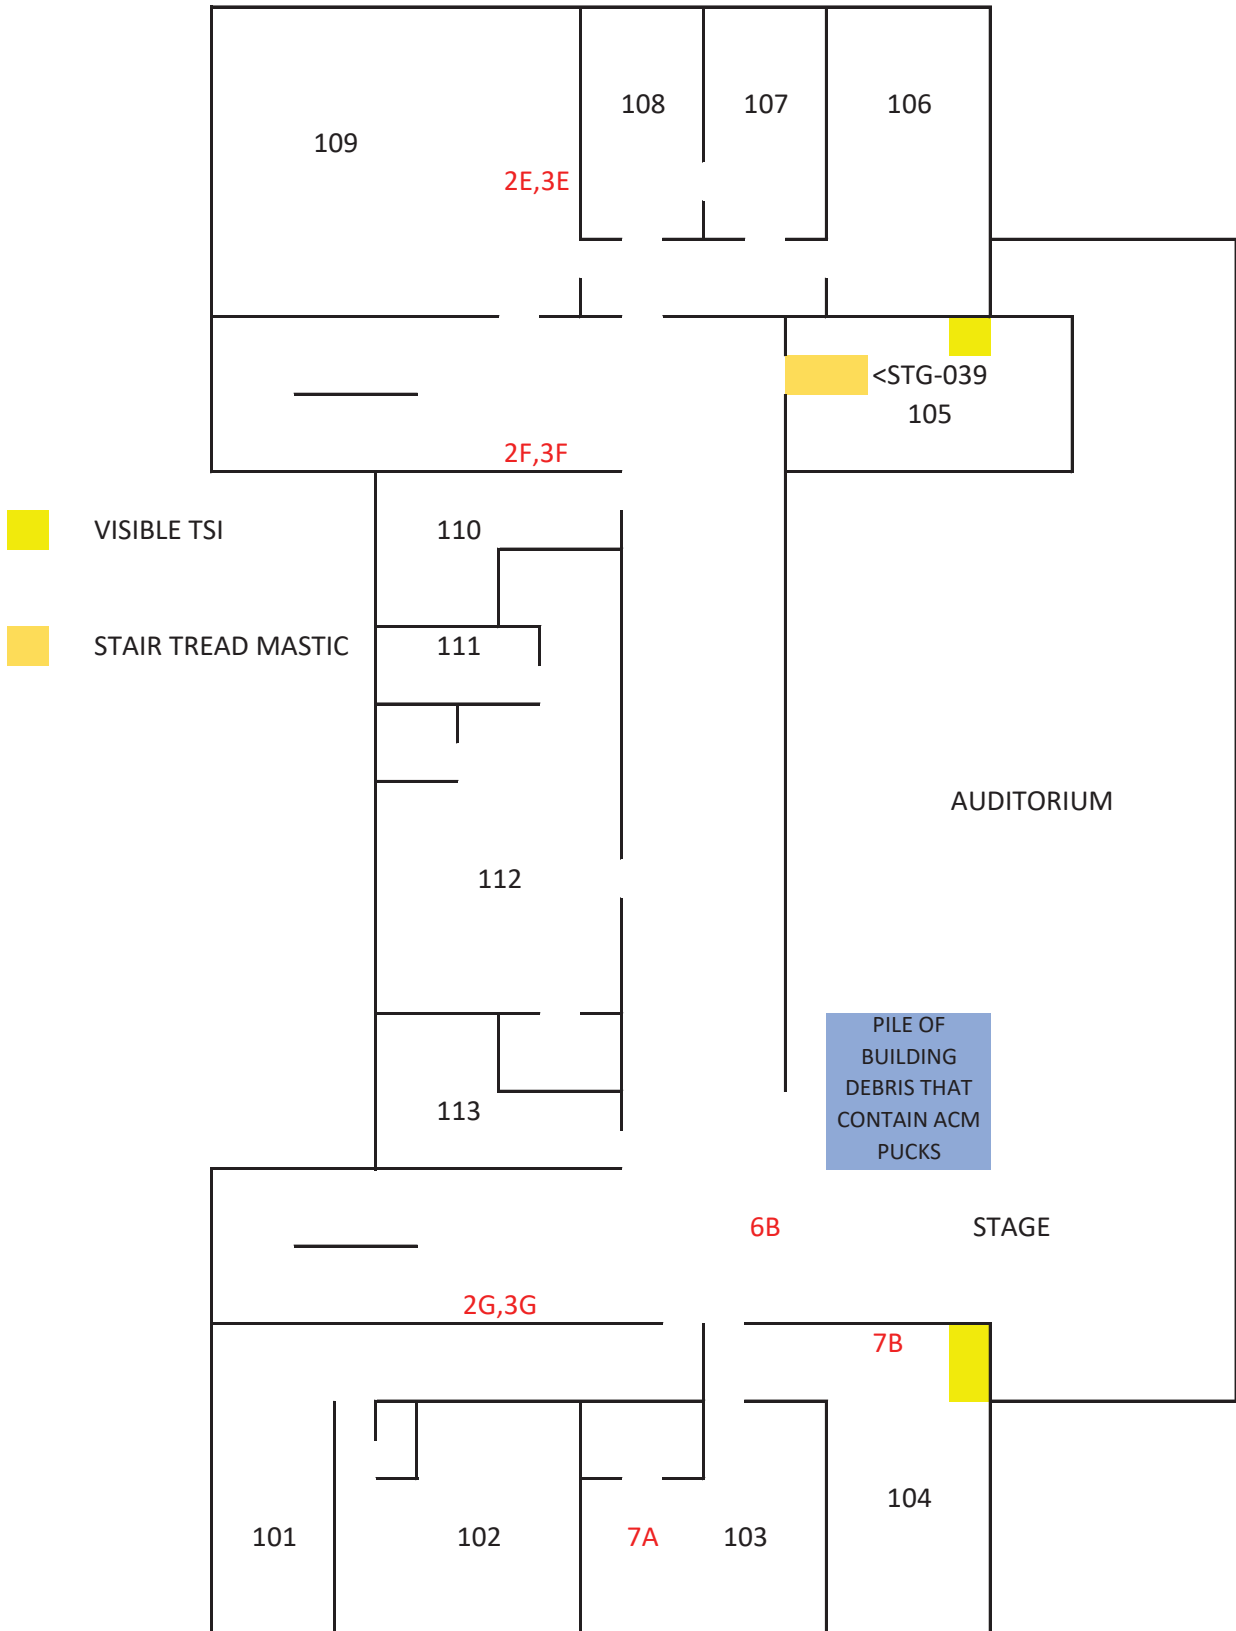 108
107
106
109
2E,3E
<STG-039
105
2F,3F
VISIBLE TSI
110
STAIR TREAD MASTIC
111
AUDITORIUM
112
PILE OF
BUILDING
DEBRIS THAT
CONTAIN ACM
PUCKS
113
6B
STAGE
2G,3G
7B
104
101
102
7A
103